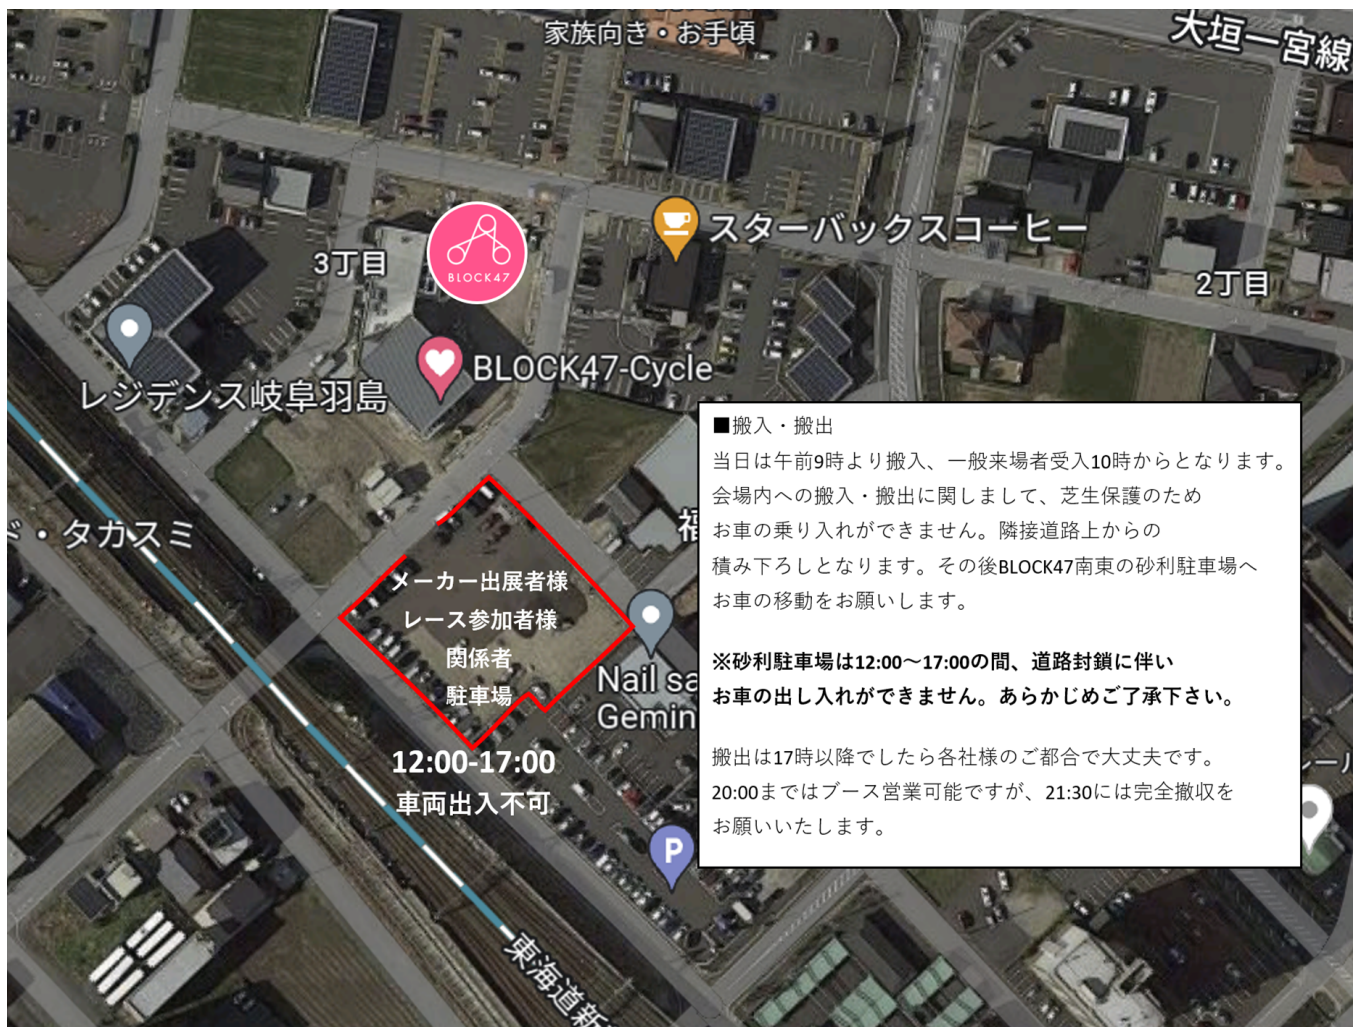 家族向き・お手頃
大垣一宮線
BLOCK47
スターバックスコーヒー
3丁目
2丁目
BLOCK47-Cycle
レジデンス岐阜羽島
■搬入・搬出
当日は午前9時より搬入、一般来場者受入10時からとなります。
会場内への搬入・搬出に関しまして、芝生保護のため
お車の乗り入れができません。隣接道路上からの
積み下ろしとなります。その後BLOCK47南東の砂利駐車場へ
お車の移動をお願いします。
※砂利駐車場は12:00～17:00の間、道路封鎖に伴い
お車の出し入れができません。あらかじめご了承下さい。
搬出は17時以降でしたら各社様のご都合で大丈夫です。
20:00まではブース営業可能ですが、21:30には完全撤収を
お願いいたします。
ド・タカスミ
福
メーカー出展者様
レース参加者様
関係者
駐車場
Nail sa
Gemin
12:00-17:00
車両出入不可
P
レール
東海道新